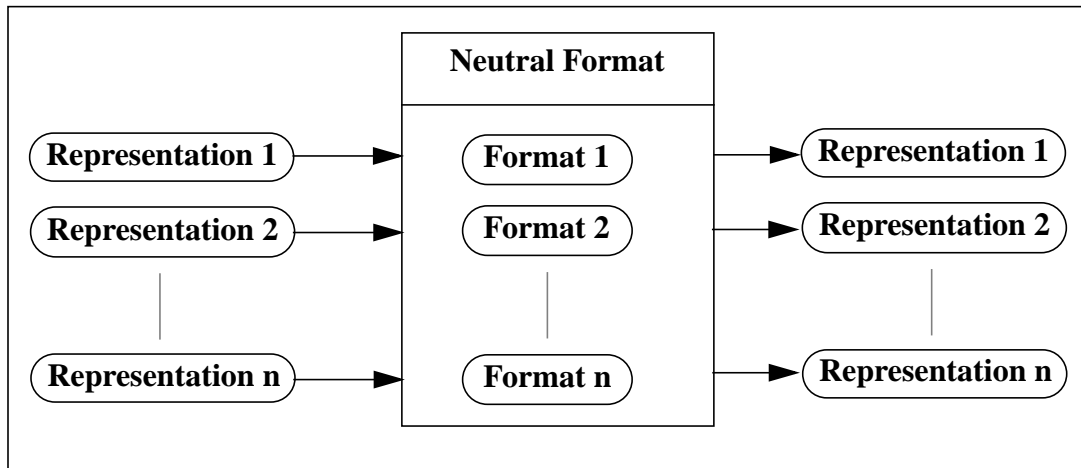 Neutral Format
Representation 1
Format 1
Representation 1
Representation 2
Format 2
Representation 2
Representation n
Format n
Representation n